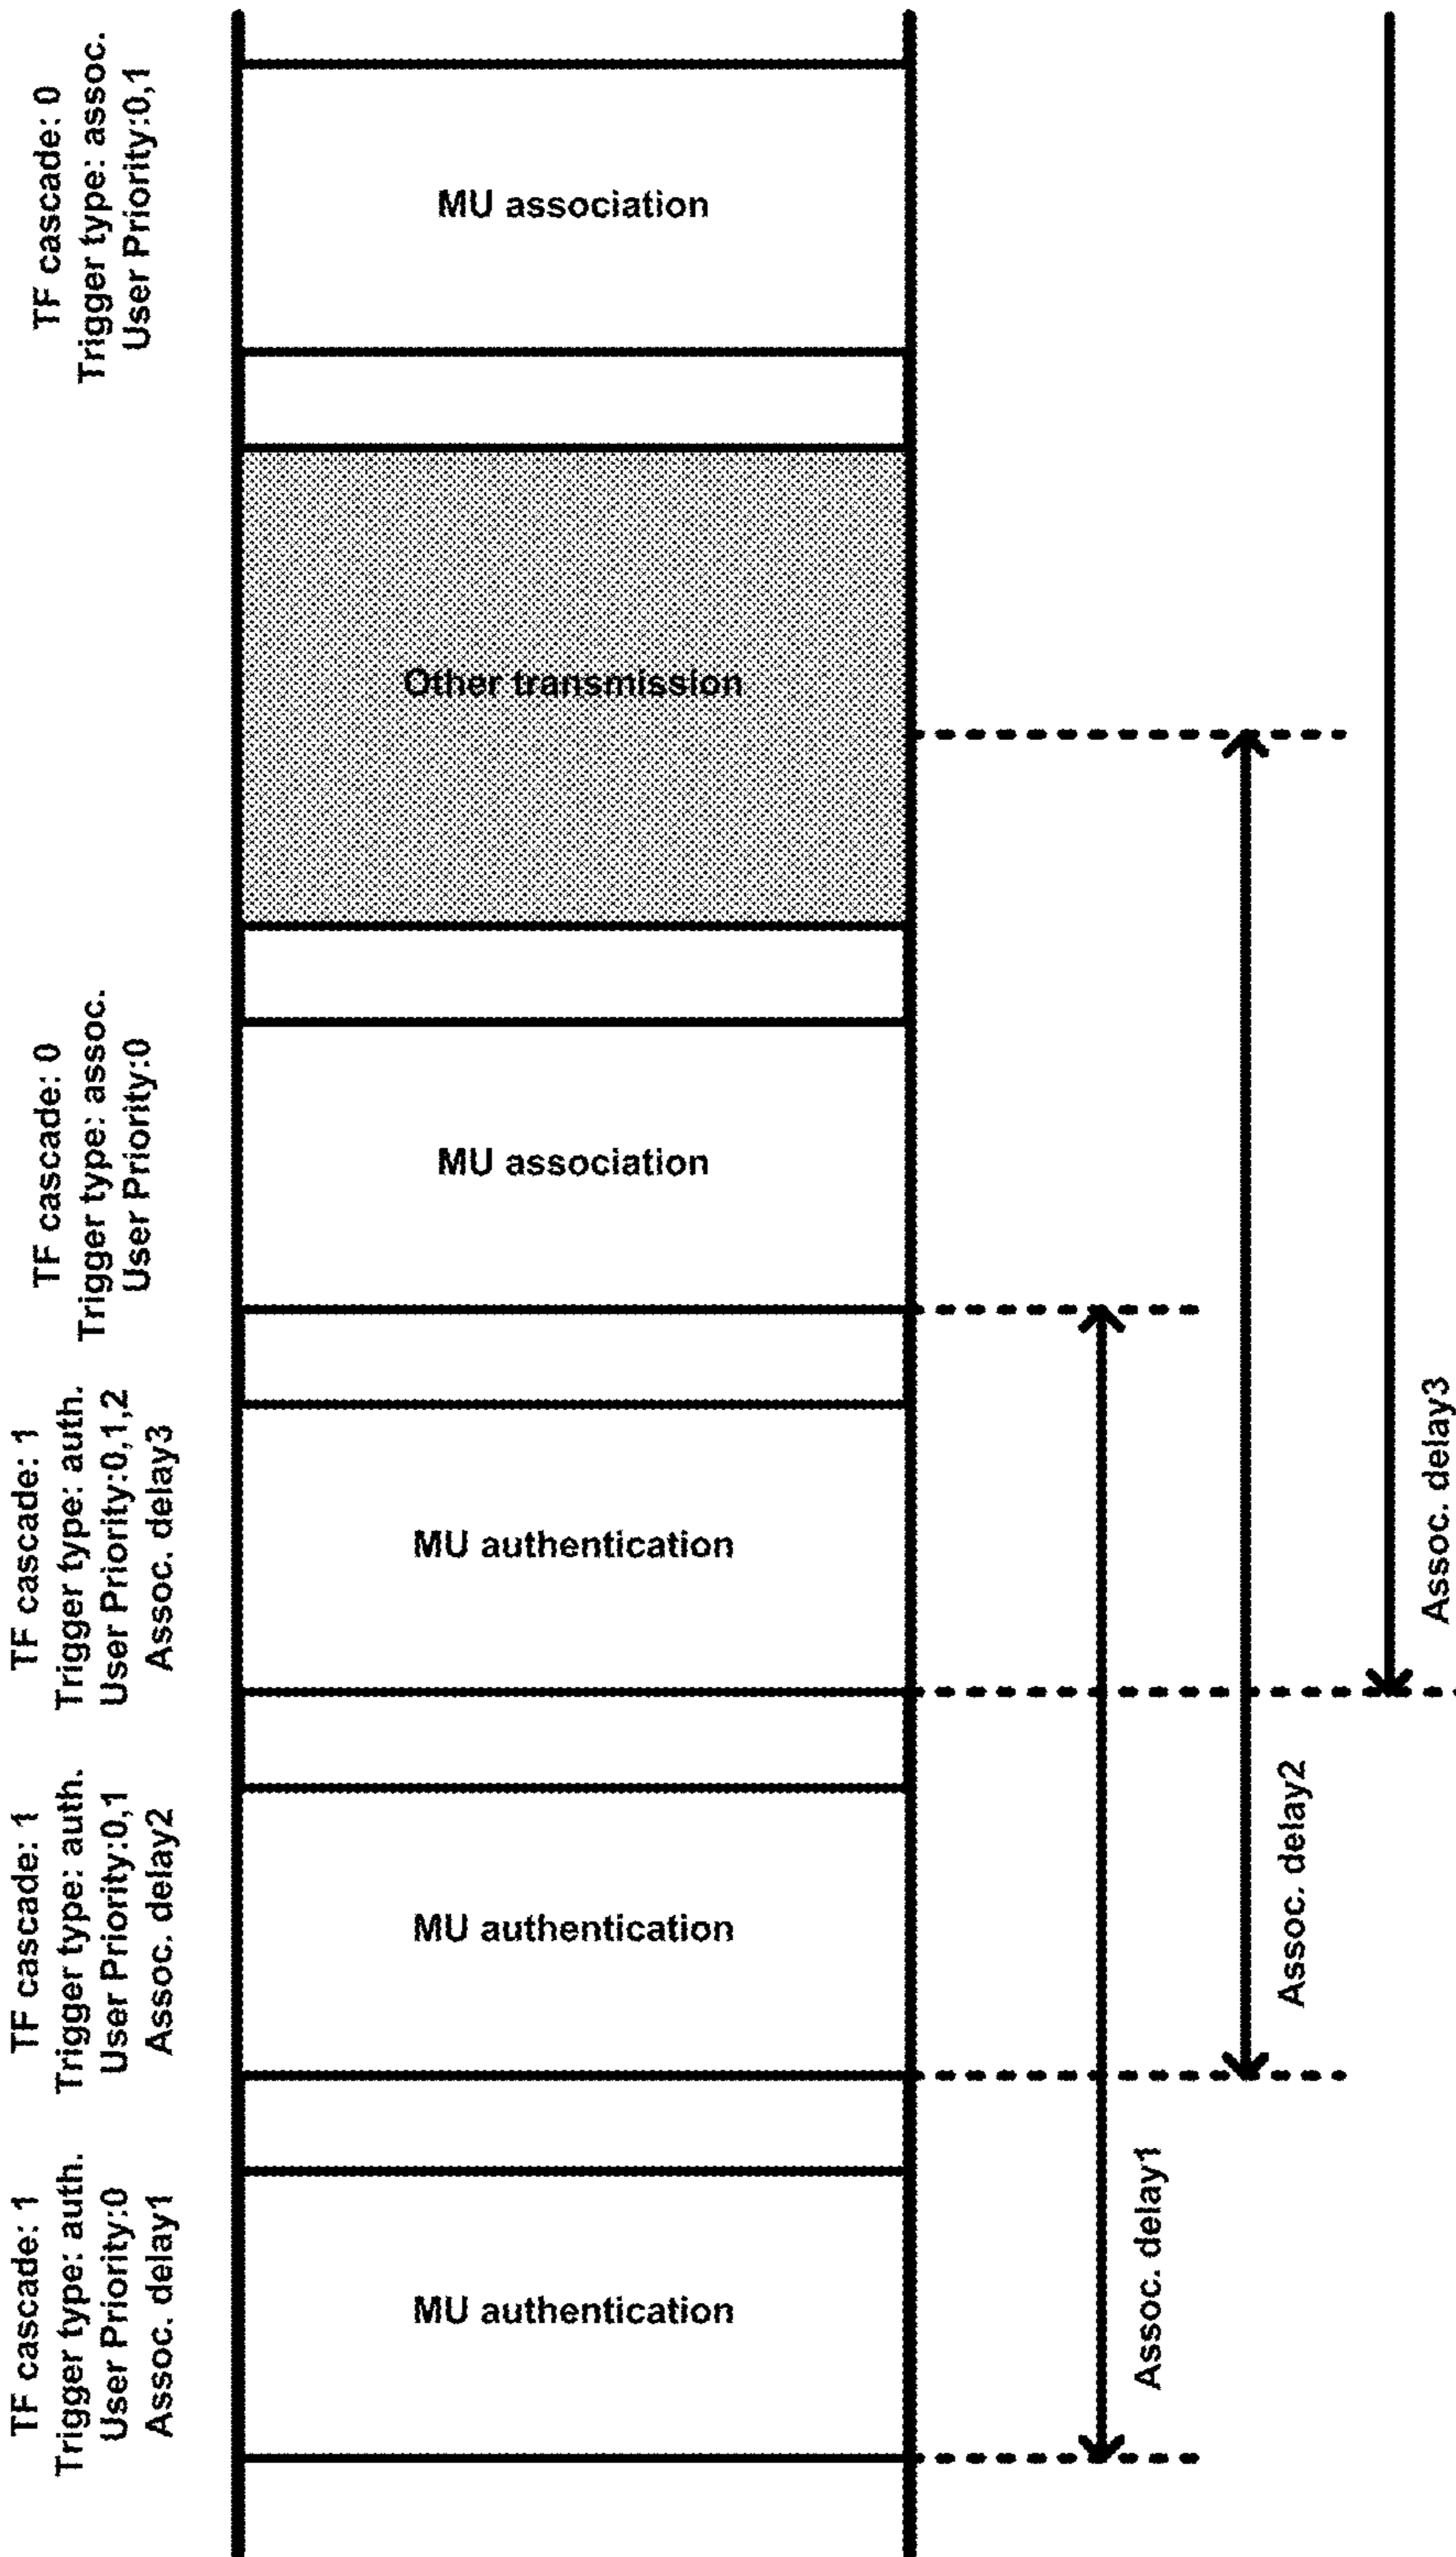 TF cascade: 1
Trigger type: auth.
User Priority:0
Assoc. delay1
TF cascade: 1
Trigger type: auth.
User Priority:0,1
Assoc. delay2
TF cascade: 1
Trigger type: auth.
User Priority:0,1,2
Assoc. delay3
TF cascade: 0
Trigger type: assoc.
User Priority:0
TF cascade: 0
Trigger type: assoc.
User Priority:0,1
MU authentication
MU authentication
MU authentication
MU association
Other transmission
MU association
Assoc. delay1
Assoc. delay2
Assoc. delay3